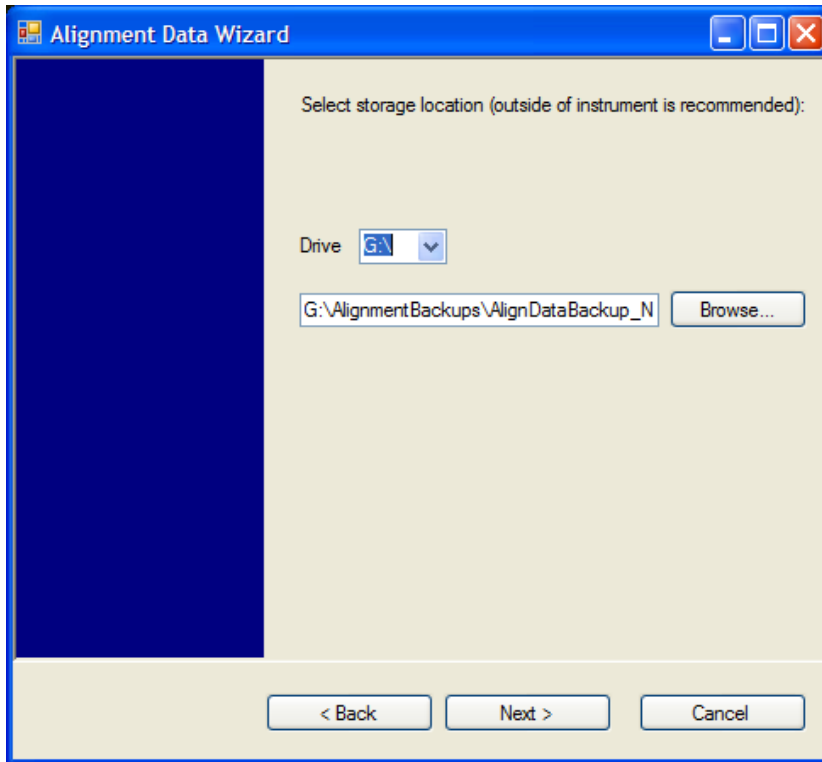 Alignment Data Wizard
Select storage location (outside of instrument is recommended):
Drive G:\
G:\AlignmentBackups\AlignDataBackup_N Browse...
< Back Next > Cancel